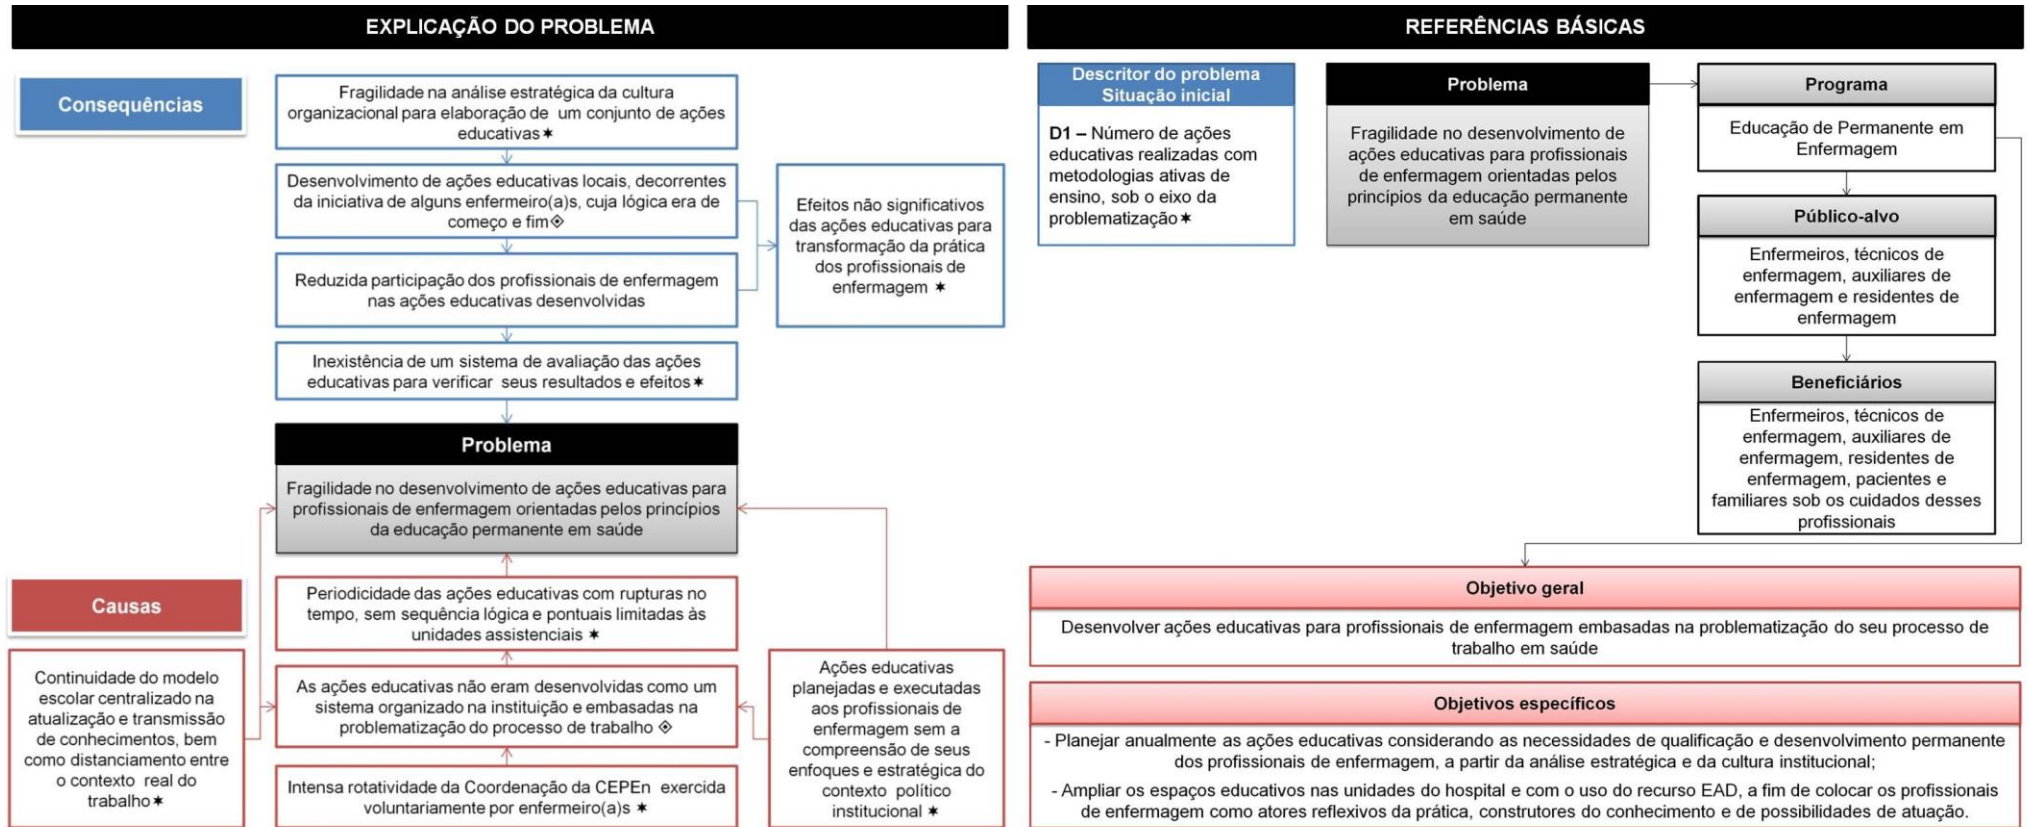 EXPLICAÇÃO DO PROBLEMA
Consequências
Fragilidade na análise estratégica da cultura
organizacional para elaboração de um conjunto de ações
educativas✶
Desenvolvimento de ações educativas locais, decorrentes
da iniciativa de alguns enfermeiro(a)s, cuja lógica era de
começo e fim◈
Reduzida participação dos profissionais de enfermagem
nas ações educativas desenvolvidas
Efeitos não significativos
das ações educativas para
transformação da prática
dos profissionais de
enfermagem ✶
Inexistência de um sistema de avaliação das ações
educativas para verificar seus resultados e efeitos✶
Problema
Fragilidade no desenvolvimento de ações educativas para
profissionais de enfermagem orientadas pelos princípios
da educação permanente em saúde
Causas
Periodicidade das ações educativas com rupturas no
tempo, sem sequência lógica e pontuais limitadas às
unidades assistenciais ✶
Continuidade do modelo
escolar centralizado na
atualização e transmissão
de conhecimentos, bem
como distanciamento entre
o contexto real do
trabalho✶
As ações educativas não eram desenvolvidas como um
sistema organizado na instituição e embasadas na
problematização do processo de trabalho ◈
Intensa rotatividade da Coordenação da CEPEn exercida
voluntariamente por enfermeiro(a)s ✶
Ações educativas
planejadas e executadas
aos profissionais de
enfermagem sem a
compreensão de seus
enfoques e estratégica do
contexto político
institucional ✶
REFERÊNCIAS BÁSICAS
Descritor do problema
Situação inicial
D1 – Número de ações
educativas realizadas com
metodologias ativas de
ensino, sob o eixo da
problematização✶
Problema
Fragilidade no desenvolvimento de
ações educativas para profissionais
de enfermagem orientadas pelos
princípios da educação permanente
em saúde
Programa
Educação de Permanente em
Enfermagem
Público-alvo
Enfermeiros, técnicos de
enfermagem, auxiliares de
enfermagem e residentes de
enfermagem
Beneficiários
Enfermeiros, técnicos de
enfermagem, auxiliares de
enfermagem, residentes de
enfermagem, pacientes e
familiares sob os cuidados desses
profissionais
Objetivo geral
Desenvolver ações educativas para profissionais de enfermagem embasadas na problematização do seu processo de
trabalho em saúde
Objetivos específicos
- Planejar anualmente as ações educativas considerando as necessidades de qualificação e desenvolvimento permanente
dos profissionais de enfermagem, a partir da análise estratégica e da cultura institucional;
- Ampliar os espaços educativos nas unidades do hospital e com o uso do recurso EAD, a fim de colocar os profissionais
de enfermagem como atores reflexivos da prática, construtores do conhecimento e de possibilidades de atuação.